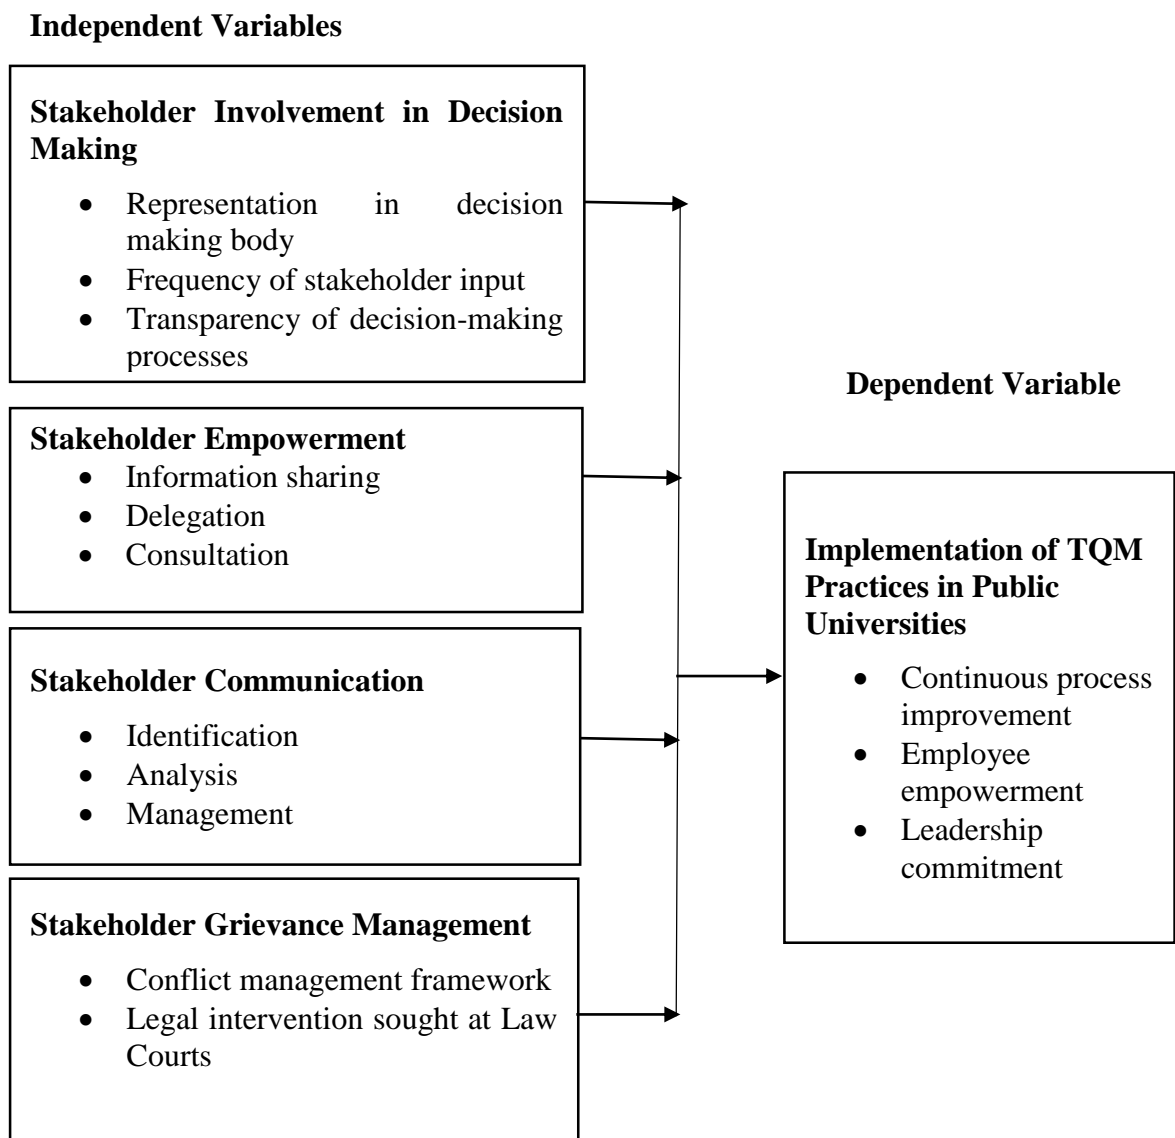 Independent Variables
Stakeholder Involvement in Decision
Making
• Representation in decision
making body
• Frequency of stakeholder input
• Transparency of decision-making
processes
Stakeholder Empowerment
• Information sharing
• Delegation
• Consultation
Stakeholder Communication
• Identification
• Analysis
• Management
Stakeholder Grievance Management
• Conflict management framework
• Legal intervention sought at Law
Courts
Dependent Variable
Implementation of TQM
Practices in Public
Universities
• Continuous process
improvement
• Employee
empowerment
• Leadership
commitment